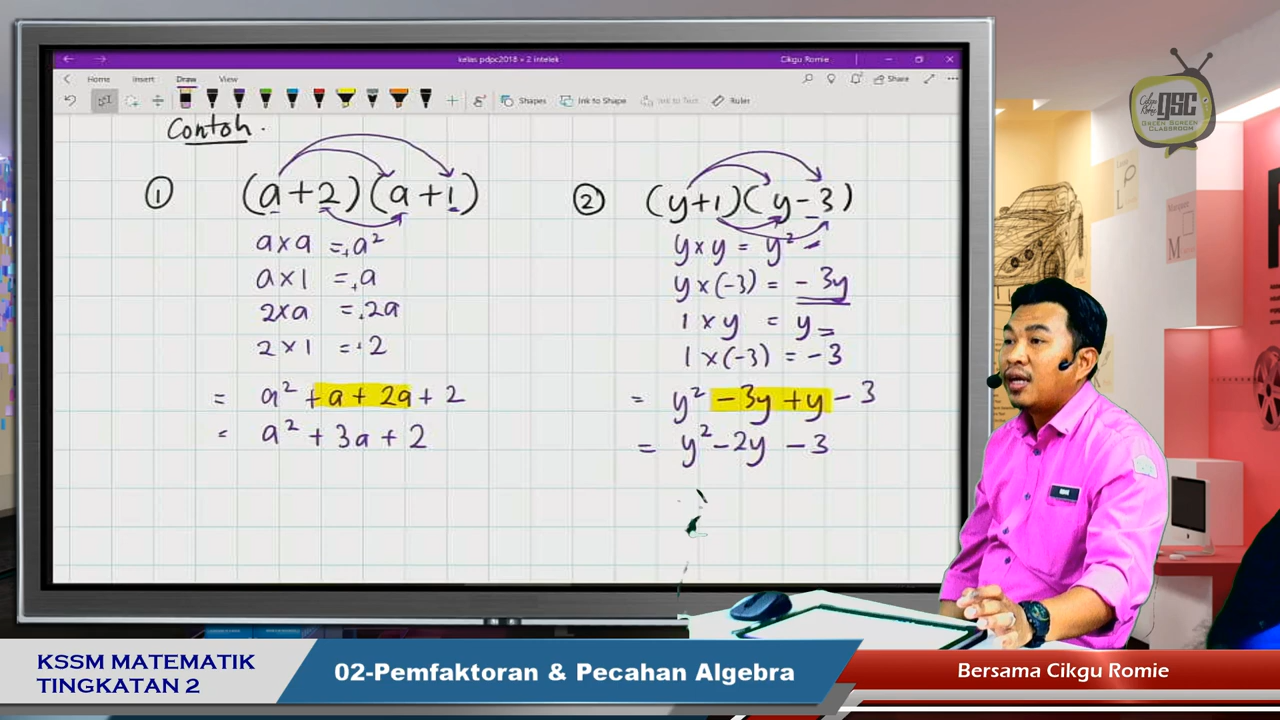 kelas pdpc2018 » 2 intelek
Cikgu Romie
Home Insert Draw View
Share
Shapes Ink to Shape Ink to Text Ruler
Contoh.
① (a+2)(a+1)
a×a = +a²
a×1 = +a
2×a = +2a
2×1 = +2
= a² + a + 2a + 2
= a² + 3a + 2
② (y+1)(y-3)
y×y = y²
y×(-3) = -3y
1×y = y
1×(-3) = -3
= y² - 3y + y - 3
= y² - 2y - 3
Cikgu Romie gsc
GREEN SCREEN
CLASSROOM
L
M
KSSM MATEMATIK
TINGKATAN 2
02-Pemfaktoran & Pecahan Algebra
Bersama Cikgu Romie